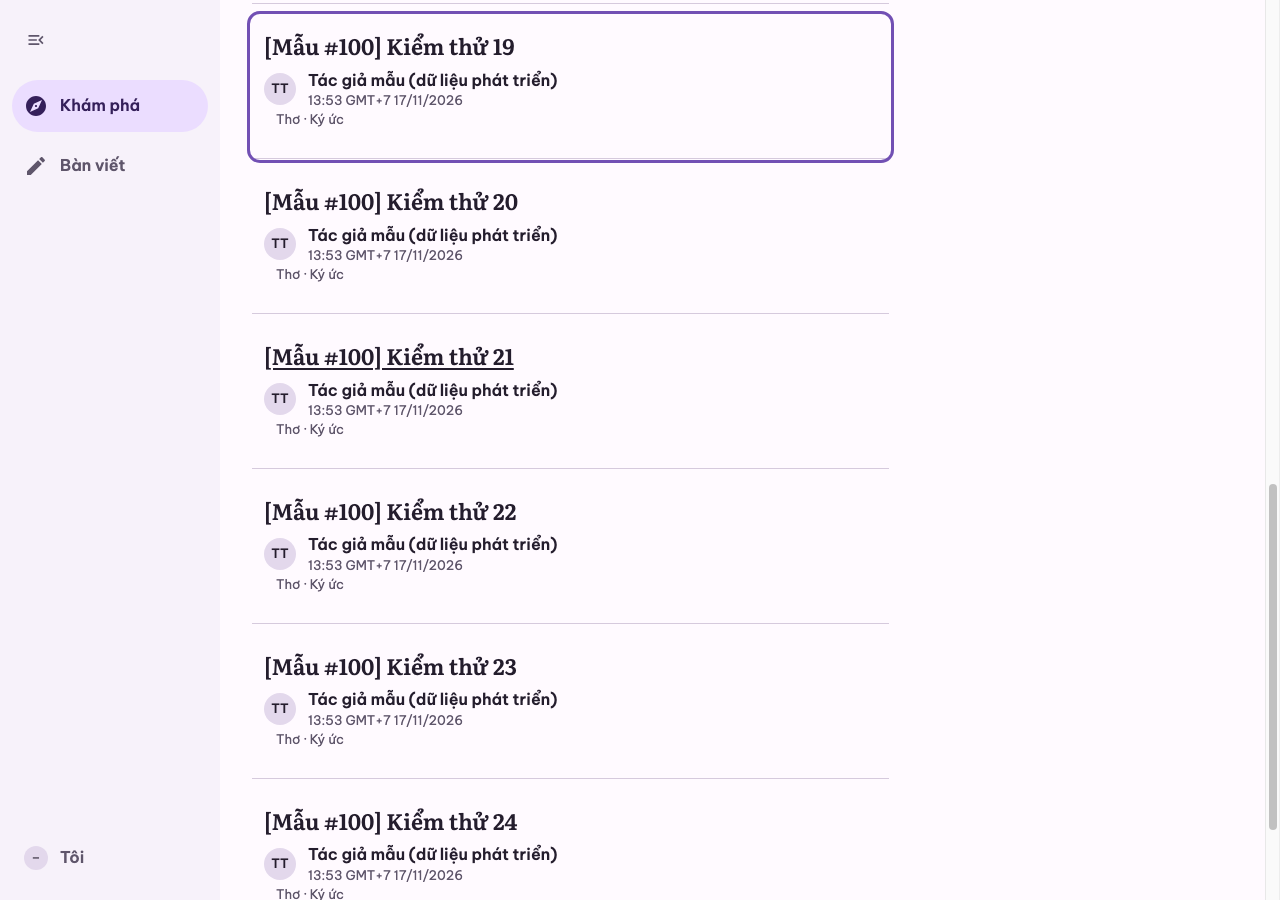 Khám phá
Bàn viết
[Mẫu #100] Kiểm thử 19
TT
Tác giả mẫu (dữ liệu phát triển)
13:53 GMT+7 17/11/2026
Thơ · Ký ức
[Mẫu #100] Kiểm thử 20
TT
Tác giả mẫu (dữ liệu phát triển)
13:53 GMT+7 17/11/2026
Thơ · Ký ức
[Mẫu #100] Kiểm thử 21
TT
Tác giả mẫu (dữ liệu phát triển)
13:53 GMT+7 17/11/2026
Thơ · Ký ức
[Mẫu #100] Kiểm thử 22
TT
Tác giả mẫu (dữ liệu phát triển)
13:53 GMT+7 17/11/2026
Thơ · Ký ức
[Mẫu #100] Kiểm thử 23
TT
Tác giả mẫu (dữ liệu phát triển)
13:53 GMT+7 17/11/2026
Thơ · Ký ức
[Mẫu #100] Kiểm thử 24
TT
Tác giả mẫu (dữ liệu phát triển)
13:53 GMT+7 17/11/2026
Thơ · Ký ức
– Tôi